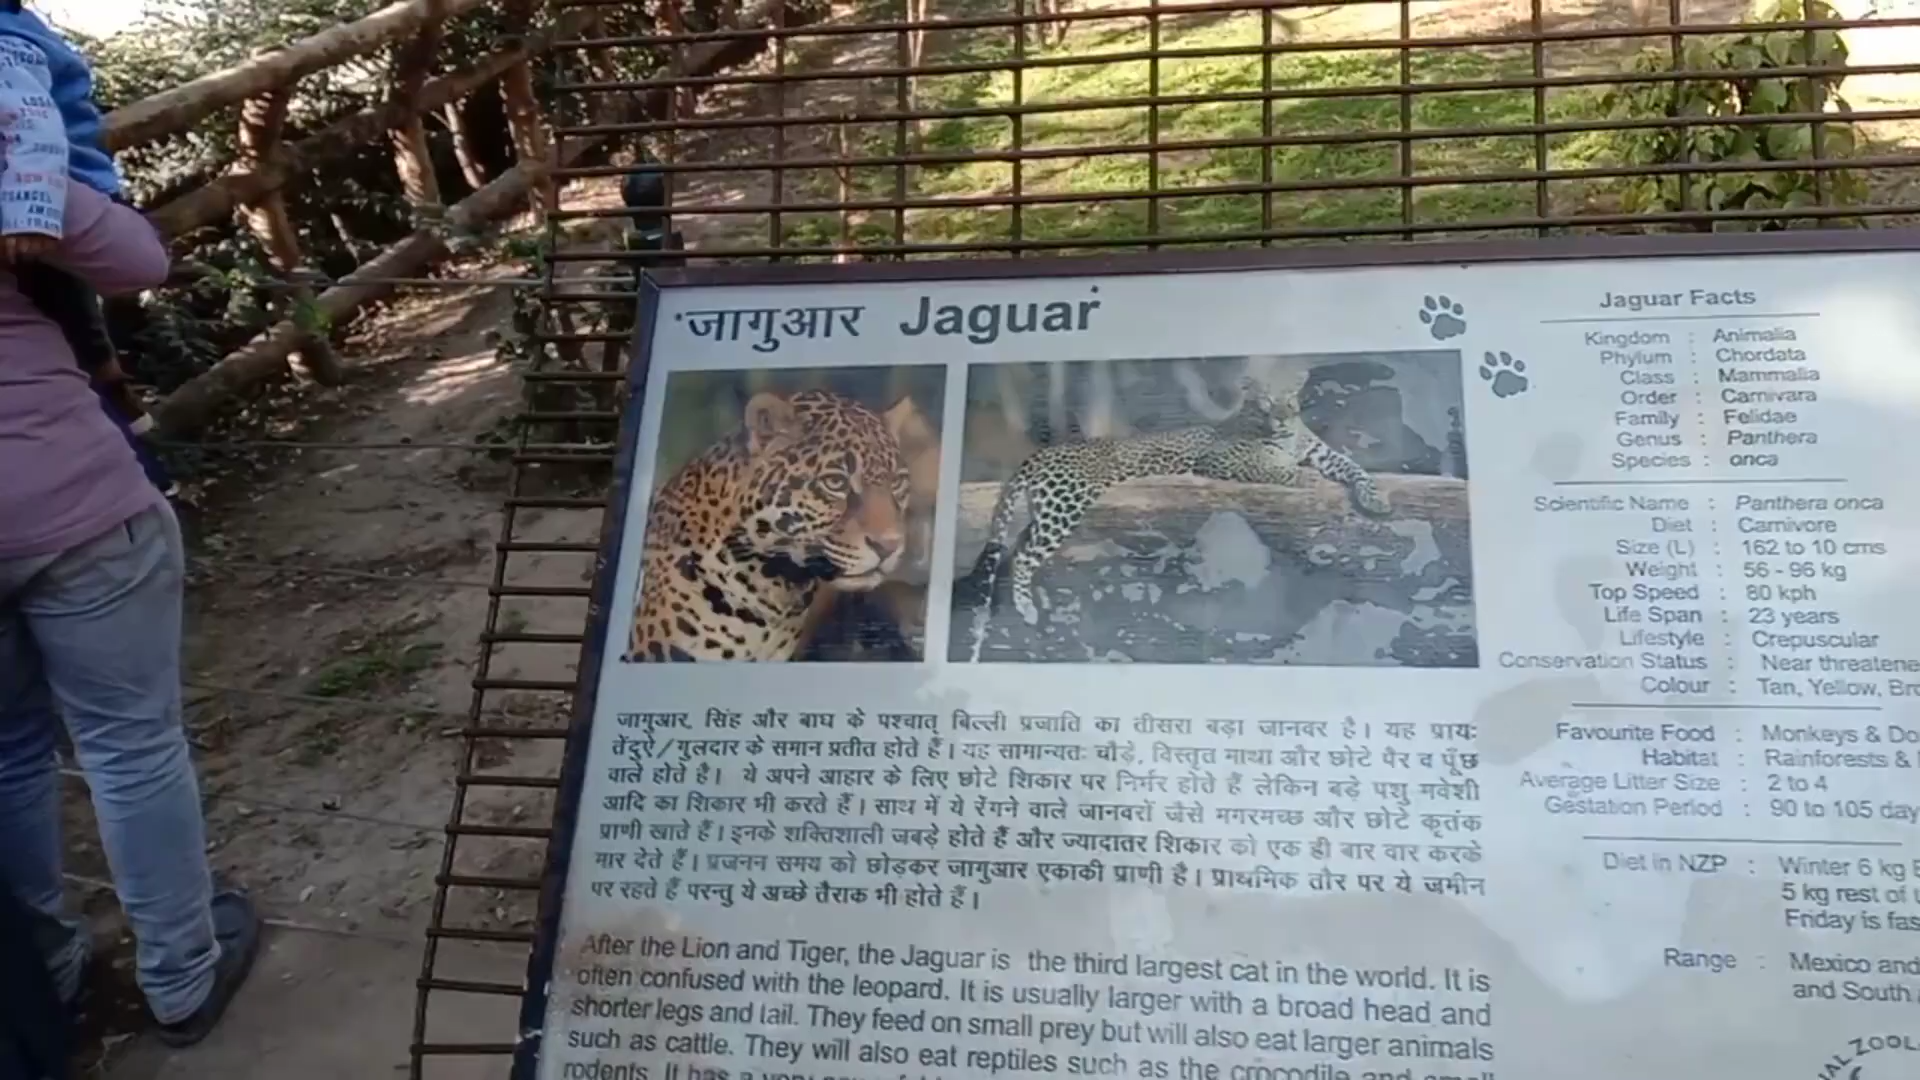 जागुआर Jaguar
जागुआर, सिंह और बाघ के पश्चात् बिल्ली प्रजाति का तीसरा बड़ा जानवर है। यह प्रायः
तेंदुऐ/गुलदार के समान प्रतीत होते हैं। यह सामान्यतः चौड़े, विस्तृत माथा और छोटे पैर व पूँछ
वाले होते हैं। ये अपने आहार के लिए छोटे शिकार पर निर्भर होते हैं लेकिन बड़े पशु मवेशी
आदि का शिकार भी करते हैं। साथ में ये रेंगने वाले जानवरों जैसे मगरमच्छ और छोटे कृतंक
प्राणी खाते हैं। इनके शक्तिशाली जबड़े होते हैं और ज्यादातर शिकार को एक ही बार वार करके
मार देते हैं। प्रजनन समय को छोड़कर जागुआर एकाकी प्राणी है। प्राथमिक तौर पर ये जमीन
पर रहते हैं परन्तु ये अच्छे तैराक भी होते हैं।
After the Lion and Tiger, the Jaguar is the third largest cat in the world. It is
often confused with the leopard. It is usually larger with a broad head and
shorter legs and tail. They feed on small prey but will also eat larger animals
such as cattle. They will also eat reptiles such as the crocodile and small
rodents. It has a very
Jaguar Facts
Kingdom : Animalia
Phylum : Chordata
Class : Mammalia
Order : Carnivara
Family : Felidae
Genus : Panthera
Species : onca
Scientific Name : Panthera onca
Diet : Carnivore
Size (L) : 162 to 10 cms
Weight : 56 - 96 kg
Top Speed : 80 kph
Life Span : 23 years
Lifestyle : Crepuscular
Conservation Status : Near threatene
Colour : Tan, Yellow, Bro
Favourite Food : Monkeys & Do
Habitat : Rainforests &
Average Litter Size : 2 to 4
Gestation Period : 90 to 105 day
Diet in NZP : Winter 6 kg B
5 kg rest of
Friday is fas
Range : Mexico and
and South
AL ZOOL